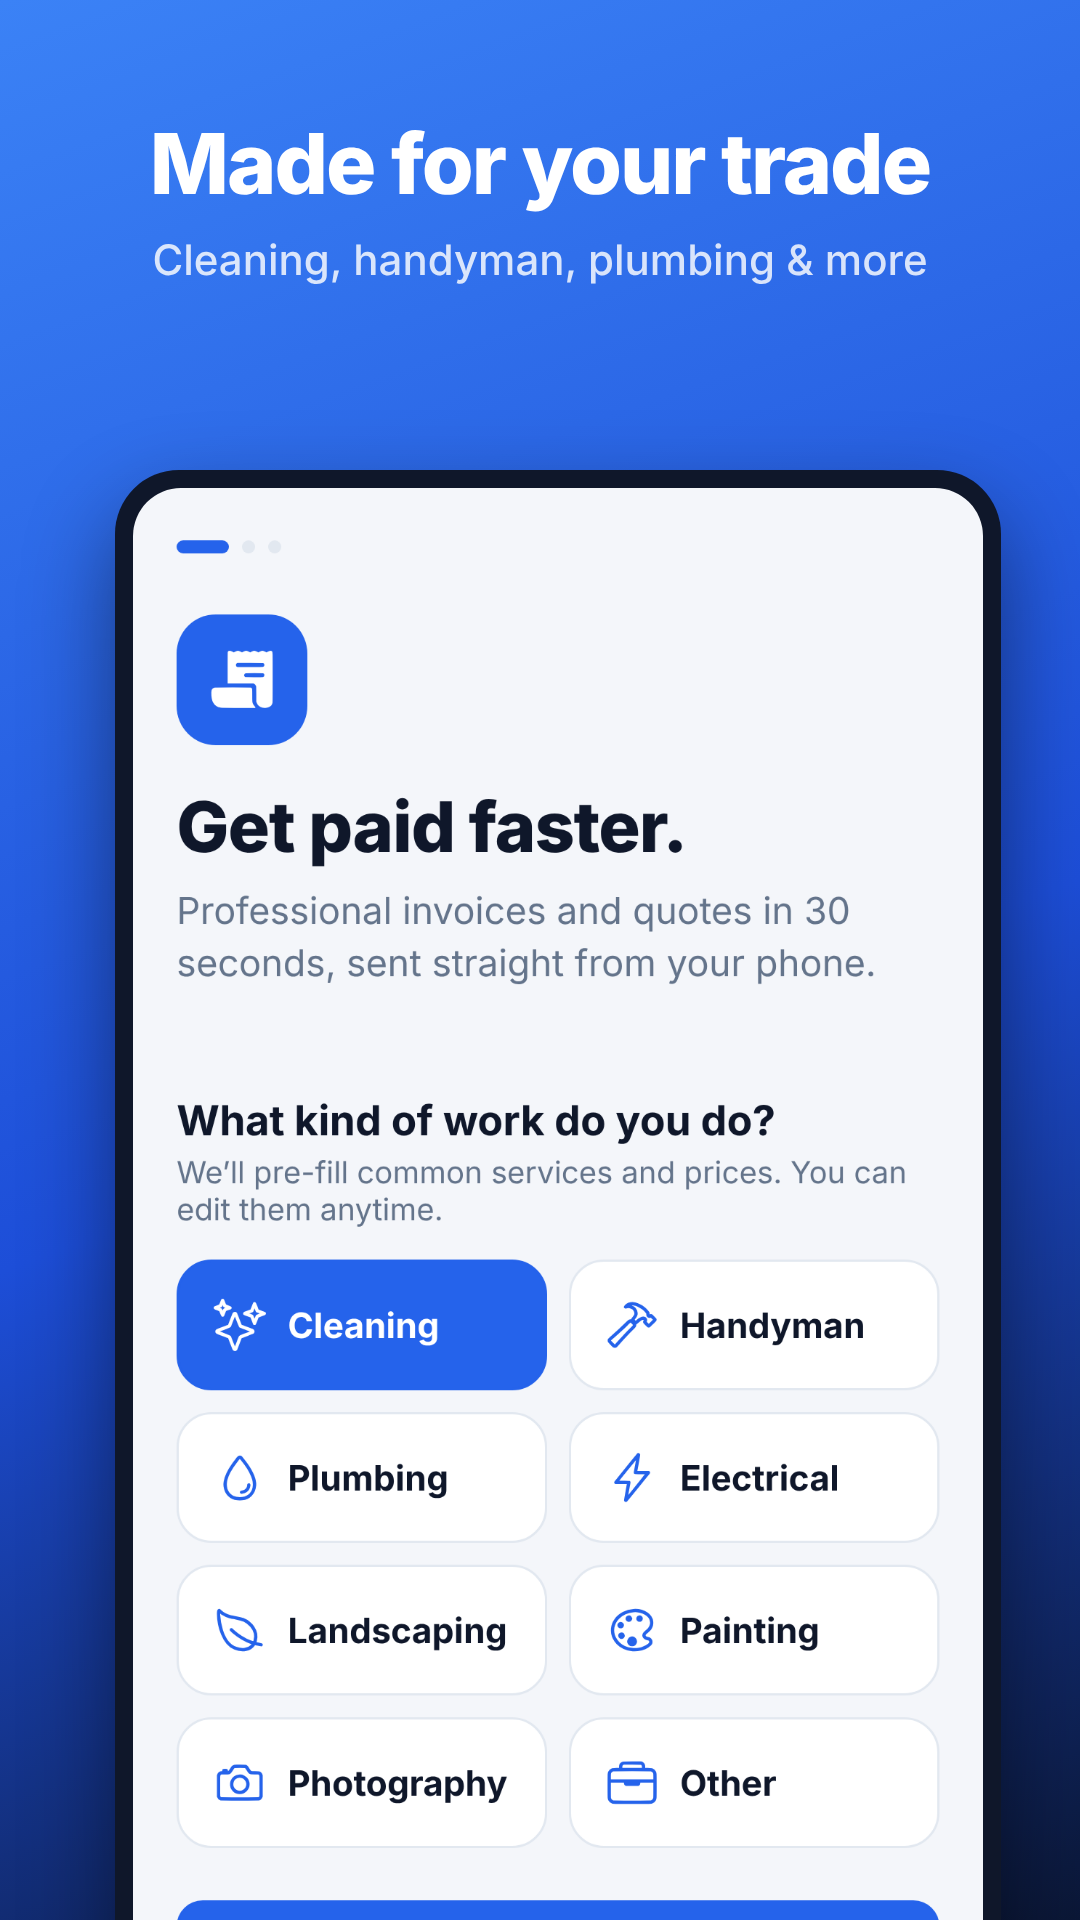 Made for your trade
Cleaning, handyman, plumbing & more
Get paid faster.
Professional invoices and quotes in 30
seconds, sent straight from your phone.
What kind of work do you do?
We’ll pre-fill common services and prices. You can
edit them anytime.
Cleaning
Handyman
Plumbing
Electrical
Landscaping
Painting
Photography
Other